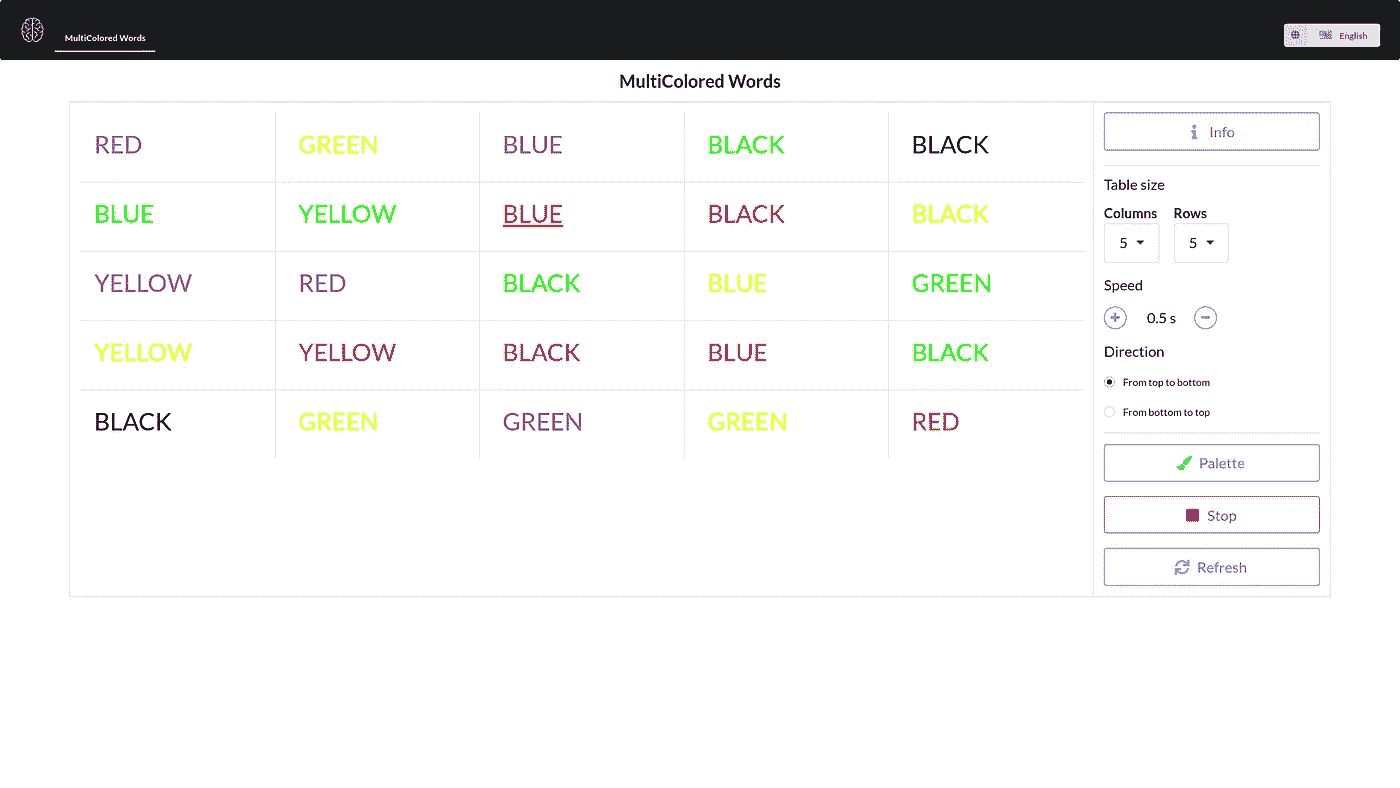 MultiColored Words
English
MultiColored Words
RED GREEN BLUE BLACK BLACK
BLUE YELLOW BLUE BLACK BLACK
YELLOW RED BLACK BLUE GREEN
YELLOW YELLOW BLACK BLUE BLACK
BLACK GREEN GREEN GREEN RED
Info
Table size
Columns Rows
5 5
Speed
0.5 s
Direction
From top to bottom
From bottom to top
Palette
Stop
Refresh